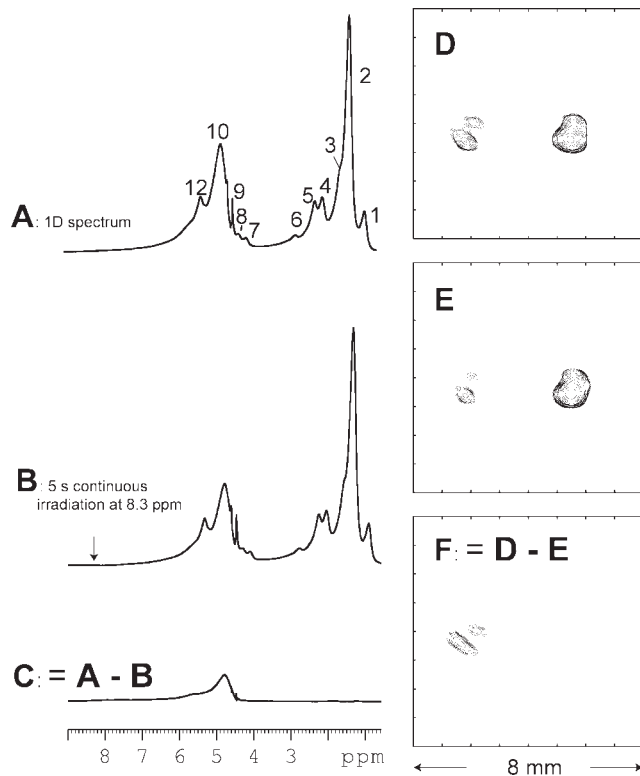 2
3
10
12
9
8
7
6
5
4
1
A: 1D spectrum
B: 5 s continuous
irradiation at 8.3 ppm
C: = A - B
8 7 6 5 4 3 ppm
D
E
F: = D - E
8 mm